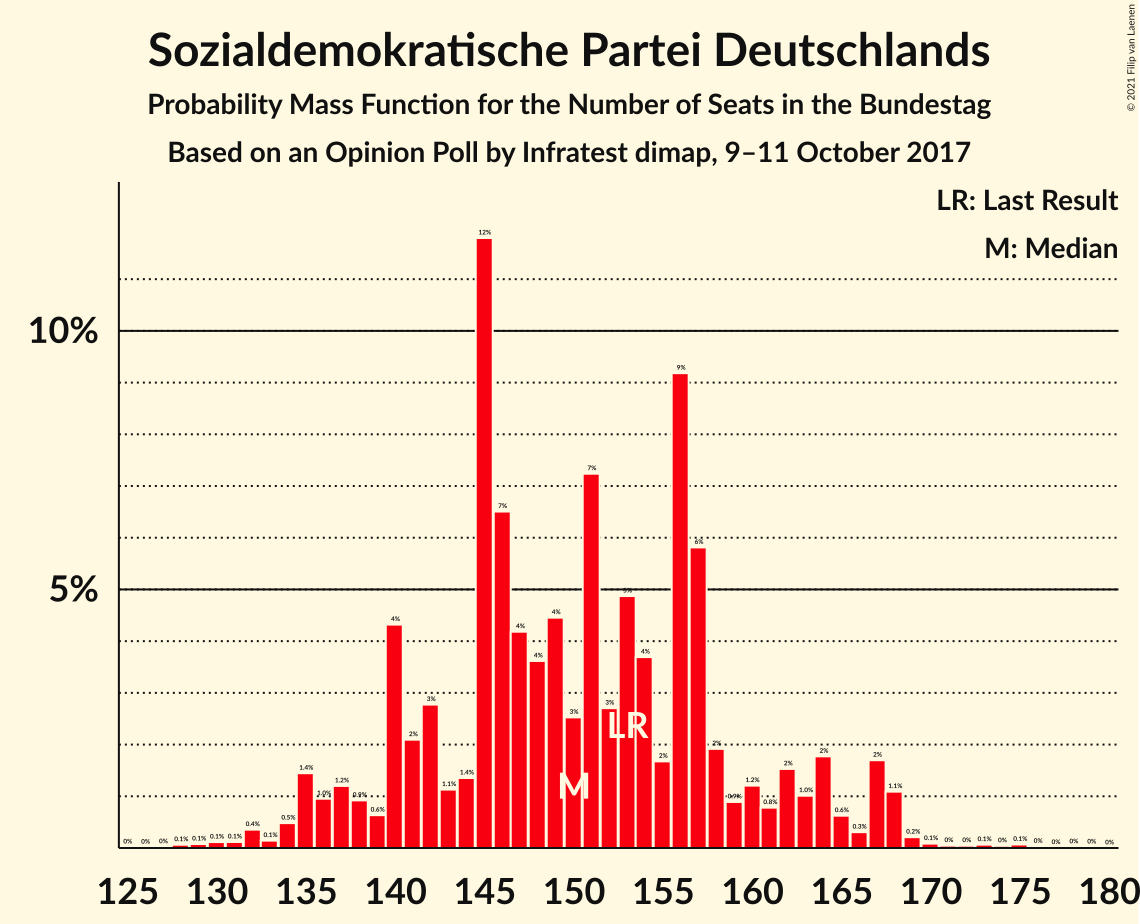 Sozialdemokratische Partei Deutschlands
Probability Mass Function for the Number of Seats in the Bundestag
Based on an Opinion Poll by Infratest dimap, 9–11 October 2017
© 2021 Filip van Laenen
LR: Last Result
M: Median
10%
5%
0% 0% 0% 0.1% 0.1% 0.1% 0.1% 0.4% 0.1% 0.5% 1.4% 1.0% 1.2% 0.9% 0.6% 4% 2% 3% 1.1% 1.4% 12% 7% 4% 4% 4% 3% 7% 3% 5% 4% 2% 9% 6% 2% 0.9% 1.2% 0.8% 2% 1.0% 2% 0.6% 0.3% 2% 1.1% 0.2% 0.1% 0% 0% 0.1% 0% 0.1% 0% 0% 0% 0% 0%
LR
M
125 130 135 140 145 150 155 160 165 170 175 180